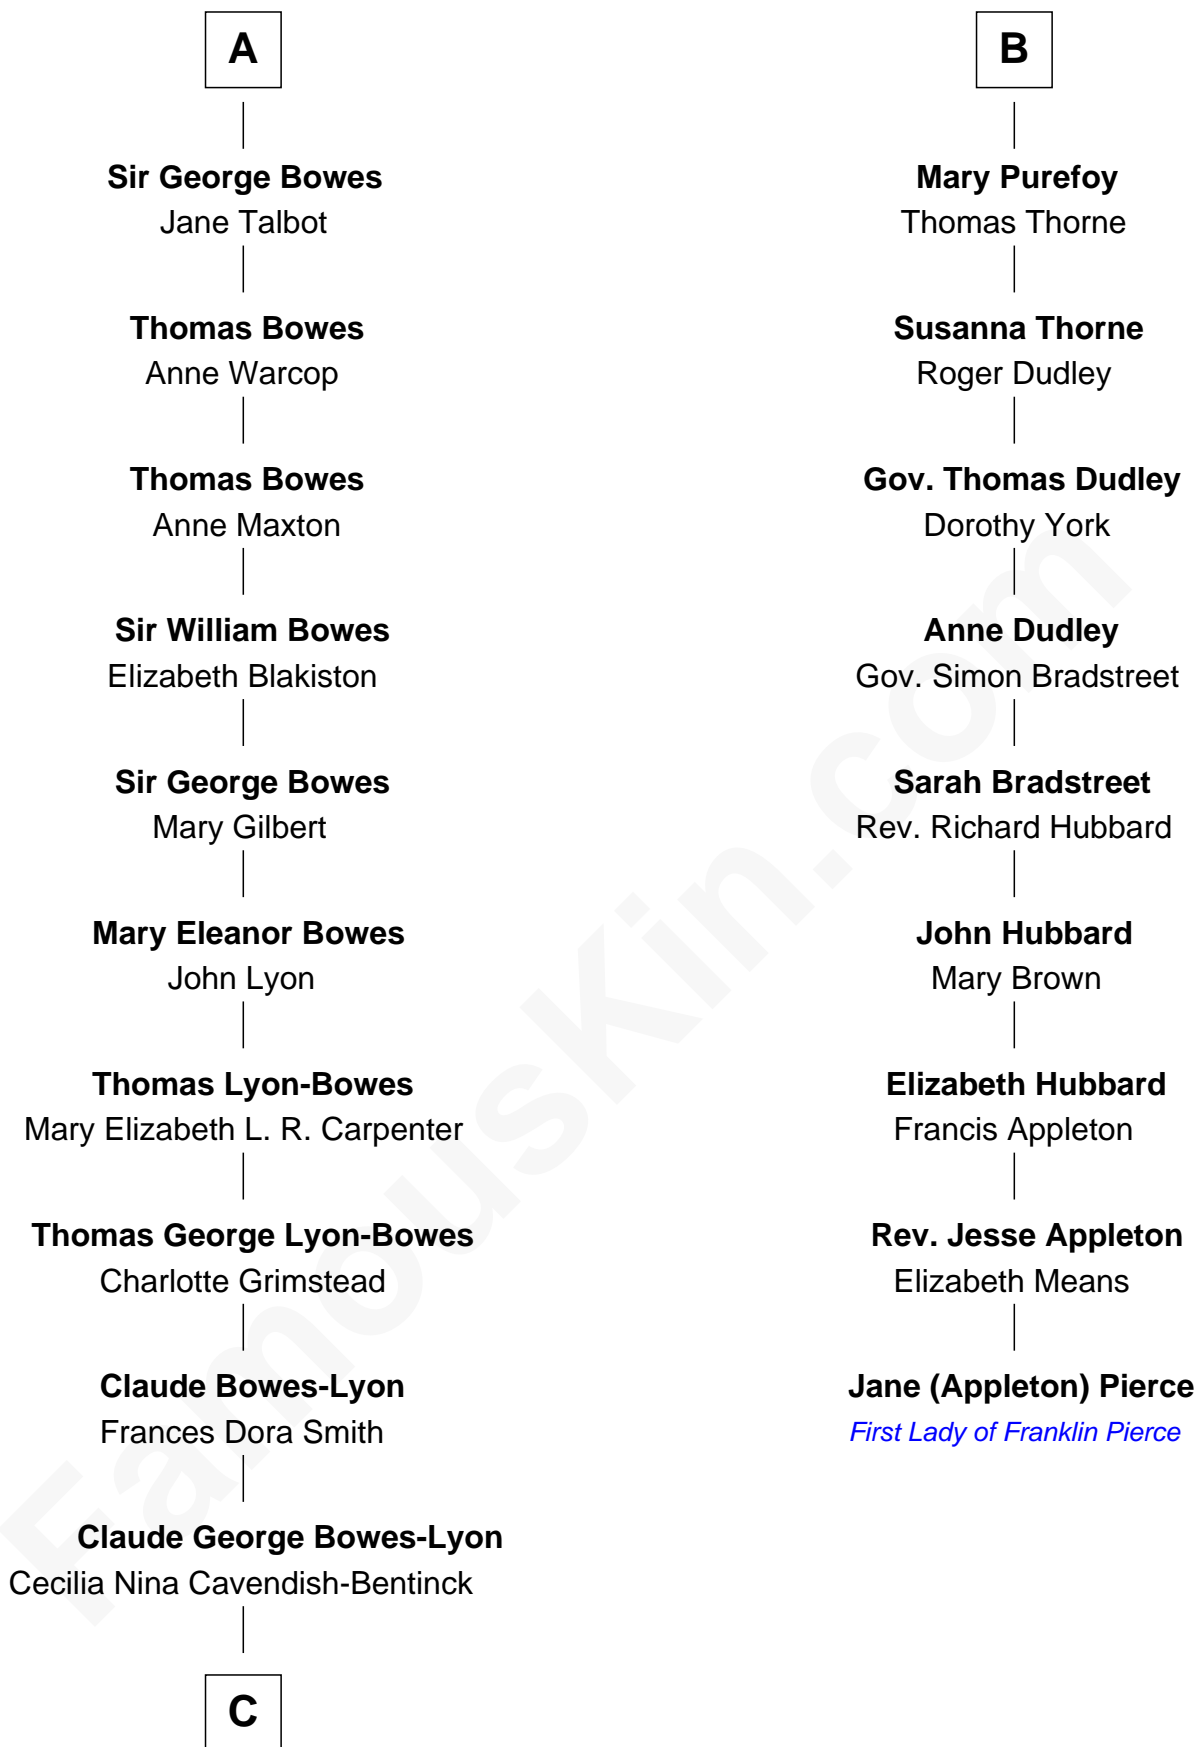 A
Sir George Bowes
Jane Talbot
Thomas Bowes
Anne Warcop
Thomas Bowes
Anne Maxton
Sir William Bowes
Elizabeth Blakiston
Sir George Bowes
Mary Gilbert
Mary Eleanor Bowes
John Lyon
Thomas Lyon-Bowes
Mary Elizabeth L. R. Carpenter
Thomas George Lyon-Bowes
Charlotte Grimstead
Claude Bowes-Lyon
Frances Dora Smith
Claude George Bowes-Lyon
Cecilia Nina Cavendish-Bentinck
C
B
Mary Purefoy
Thomas Thorne
Susanna Thorne
Roger Dudley
Gov. Thomas Dudley
Dorothy York
Anne Dudley
Gov. Simon Bradstreet
Sarah Bradstreet
Rev. Richard Hubbard
John Hubbard
Mary Brown
Elizabeth Hubbard
Francis Appleton
Rev. Jesse Appleton
Elizabeth Means
Jane (Appleton) Pierce
First Lady of Franklin Pierce
FamousKin.com